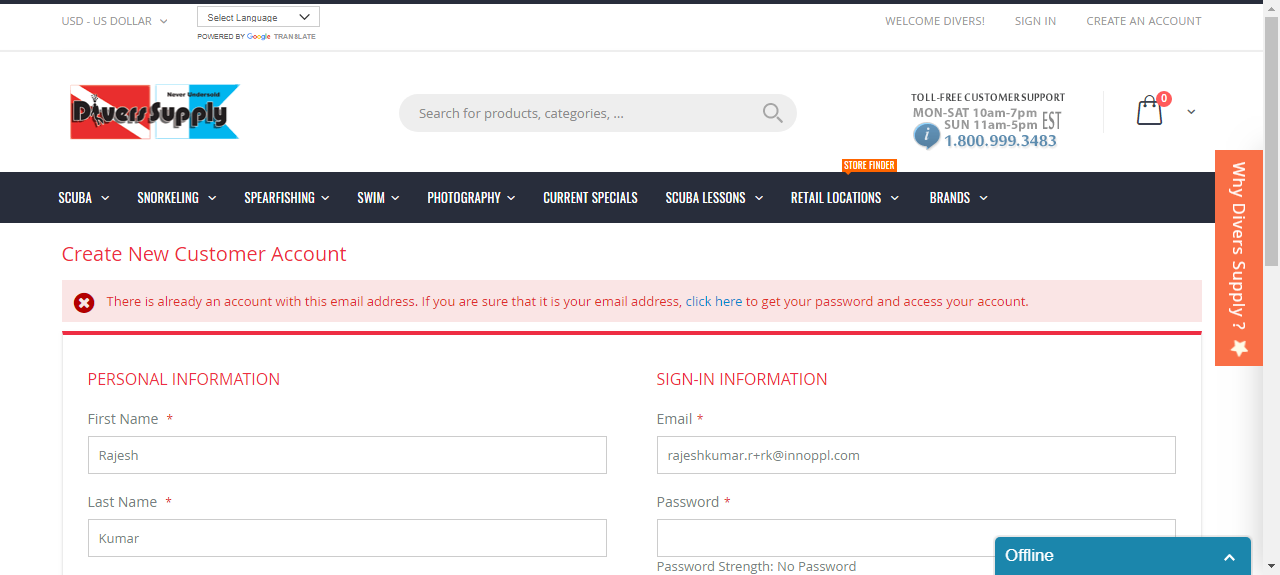 USD - US DOLLAR
Select Language
WELCOME DIVERS!
SIGN IN
CREATE AN ACCOUNT
POWERED BY Google TRANSLATE
Never Undersold
Divers Supply
Search for products, categories, ...
TOLL-FREE CUSTOMER SUPPORT
MON-SAT 10am-7pm
SUN 11am-5pm EST
i 1.800.999.3483
0
STORE FINDER
SCUBA
SNORKELING
SPEARFISHING
SWIM
PHOTOGRAPHY
CURRENT SPECIALS
SCUBA LESSONS
RETAIL LOCATIONS
BRANDS
Why Divers Supply ?
Create New Customer Account
There is already an account with this email address. If you are sure that it is your email address, click here to get your password and access your account.
PERSONAL INFORMATION
First Name *
Rajesh
Last Name *
Kumar
SIGN-IN INFORMATION
Email *
rajeshkumar.r+rk@innoppl.com
Password *
Password Strength: No Password
Offline